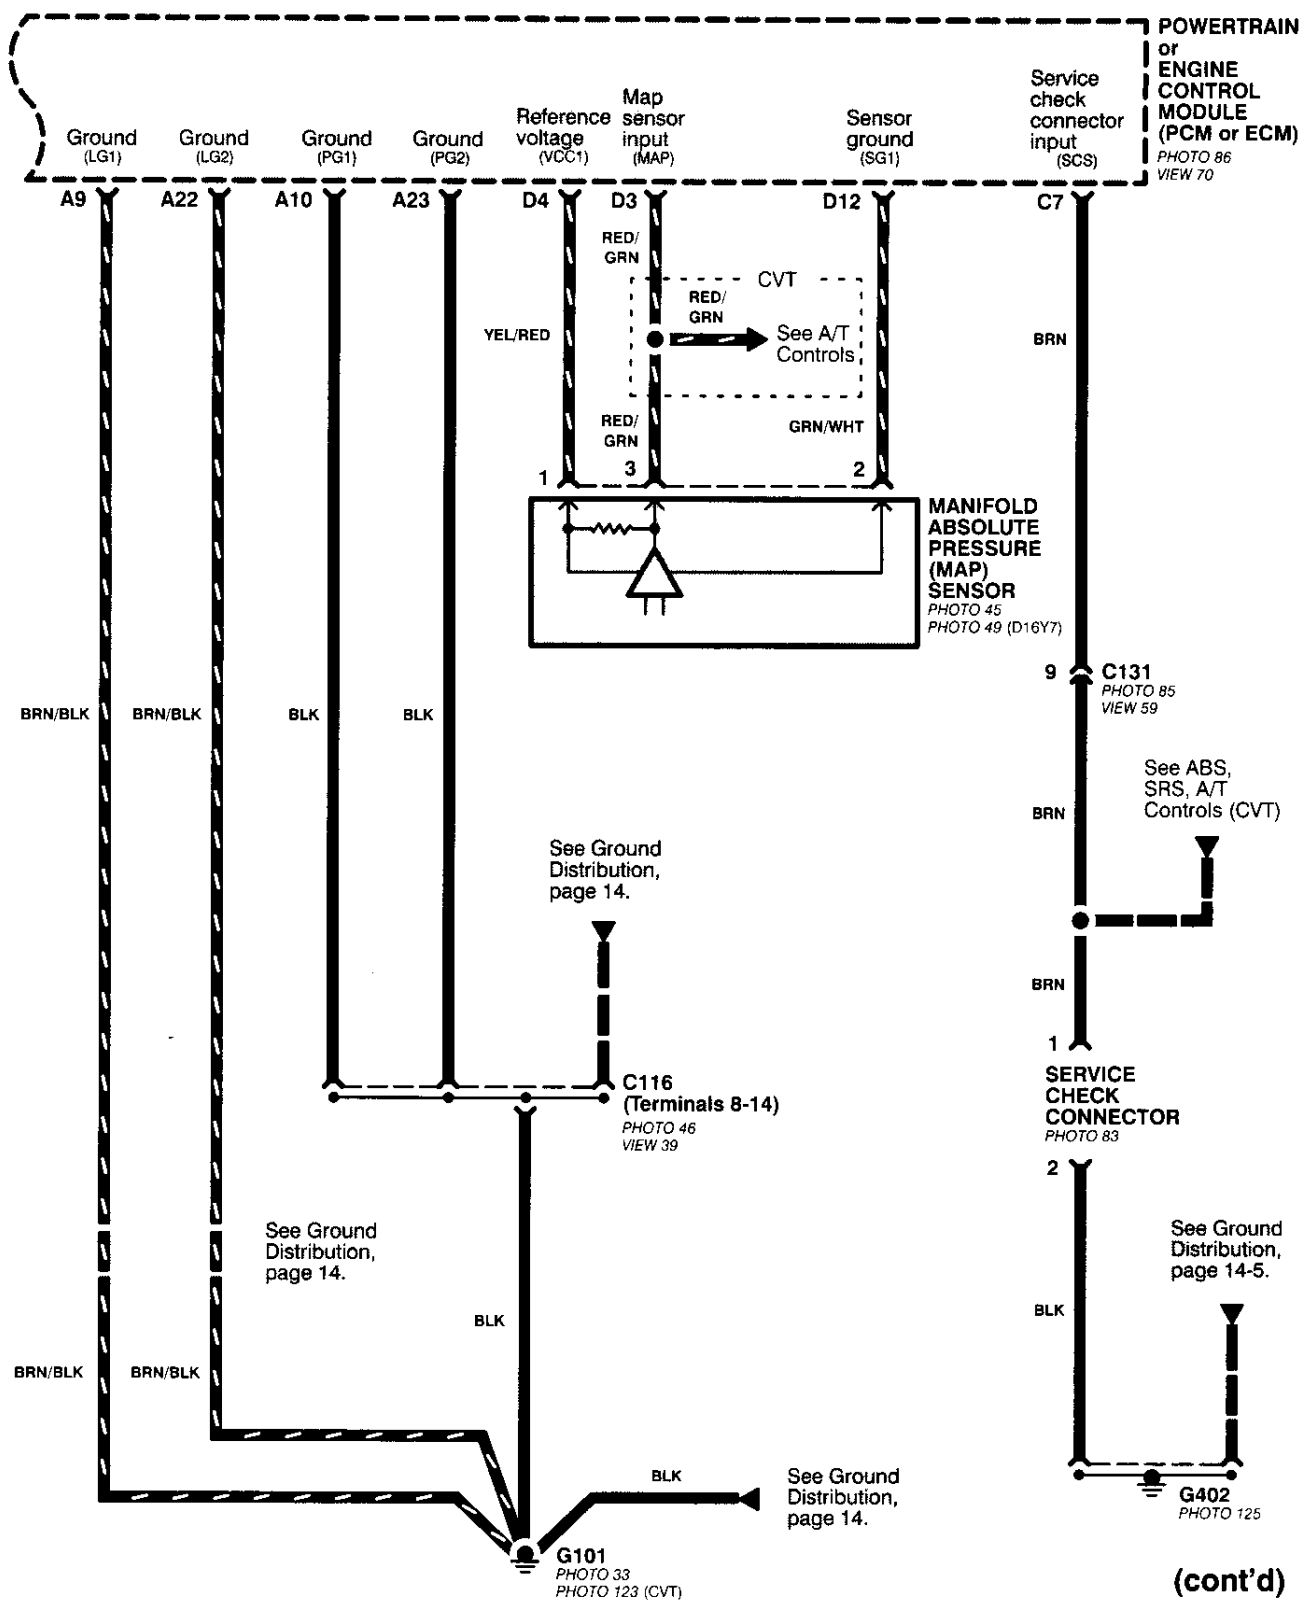 POWERTRAIN
or
ENGINE
CONTROL
MODULE
(PCM or ECM)
PHOTO 86
VIEW 70
Ground
(LG1)
Ground
(LG2)
Ground
(PG1)
Ground
(PG2)
Reference
voltage
(VCC1)
Map
sensor
input
(MAP)
Sensor
ground
(SG1)
Service
check
connector
input
(SCS)
A9
A22
A10
A23
D4
D3
D12
C7
RED/
GRN
CVT
RED/
GRN
See A/T
Controls
YEL/RED
BRN
RED/
GRN
GRN/WHT
1
3
2
MANIFOLD
ABSOLUTE
PRESSURE
(MAP)
SENSOR
PHOTO 45
PHOTO 49 (D16Y7)
9
C131
PHOTO 85
VIEW 59
BRN/BLK
BRN/BLK
BLK
BLK
See ABS,
SRS, A/T
Controls (CVT)
BRN
See Ground
Distribution,
page 14.
BRN
1
SERVICE
CHECK
CONNECTOR
PHOTO 83
C116
(Terminals 8-14)
PHOTO 46
VIEW 39
2
See Ground
Distribution,
page 14.
See Ground
Distribution,
page 14-5.
BLK
BLK
BRN/BLK
BRN/BLK
BLK
See Ground
Distribution,
page 14.
G402
PHOTO 125
G101
PHOTO 33
PHOTO 123 (CVT)
(cont'd)